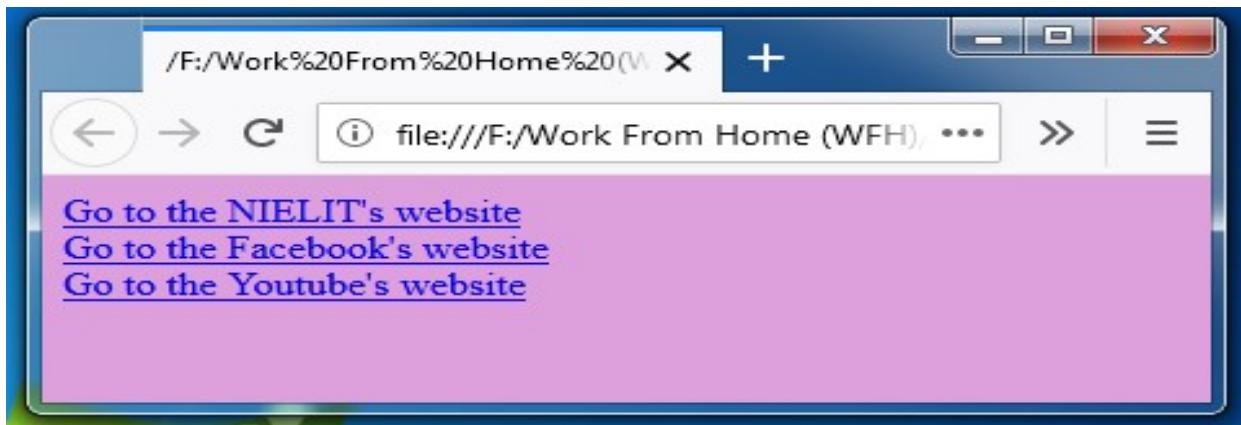 /F:/Work%20From%20Home%20(W
file:///F:/Work From Home (WFH),
Go to the NIELIT's website
Go to the Facebook's website
Go to the Youtube's website